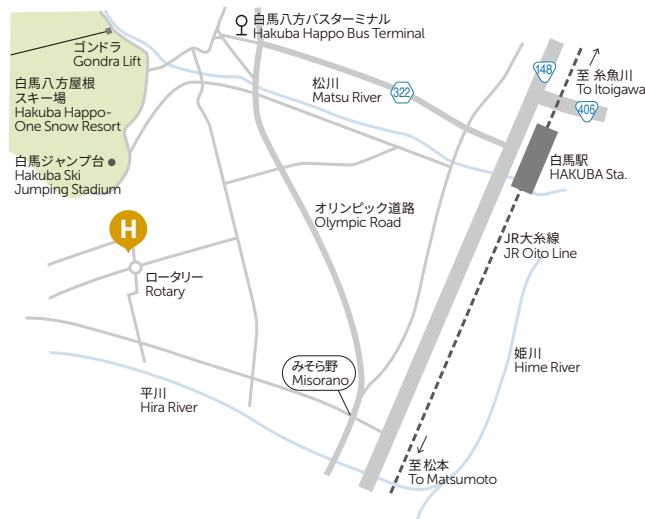 白馬八方バスターミナル
Hakuba Happo Bus Terminal
ゴンドラ
Gondra Lift
白馬八方屋根
スキー場
Hakuba Happo-
One Snow Resort
松川
Matsu River
322
148
至 糸魚川
To Itoigawa
406
白馬ジャンプ台
Hakuba Ski
Jumping Stadium
白馬駅
HAKUBA Sta.
オリンピック道路
Olympic Road
H
JR大糸線
JR Oito Line
ロータリー
Rotary
みそら野
Misorano
姫川
Hime River
平川
Hira River
至 松本
To Matsumoto